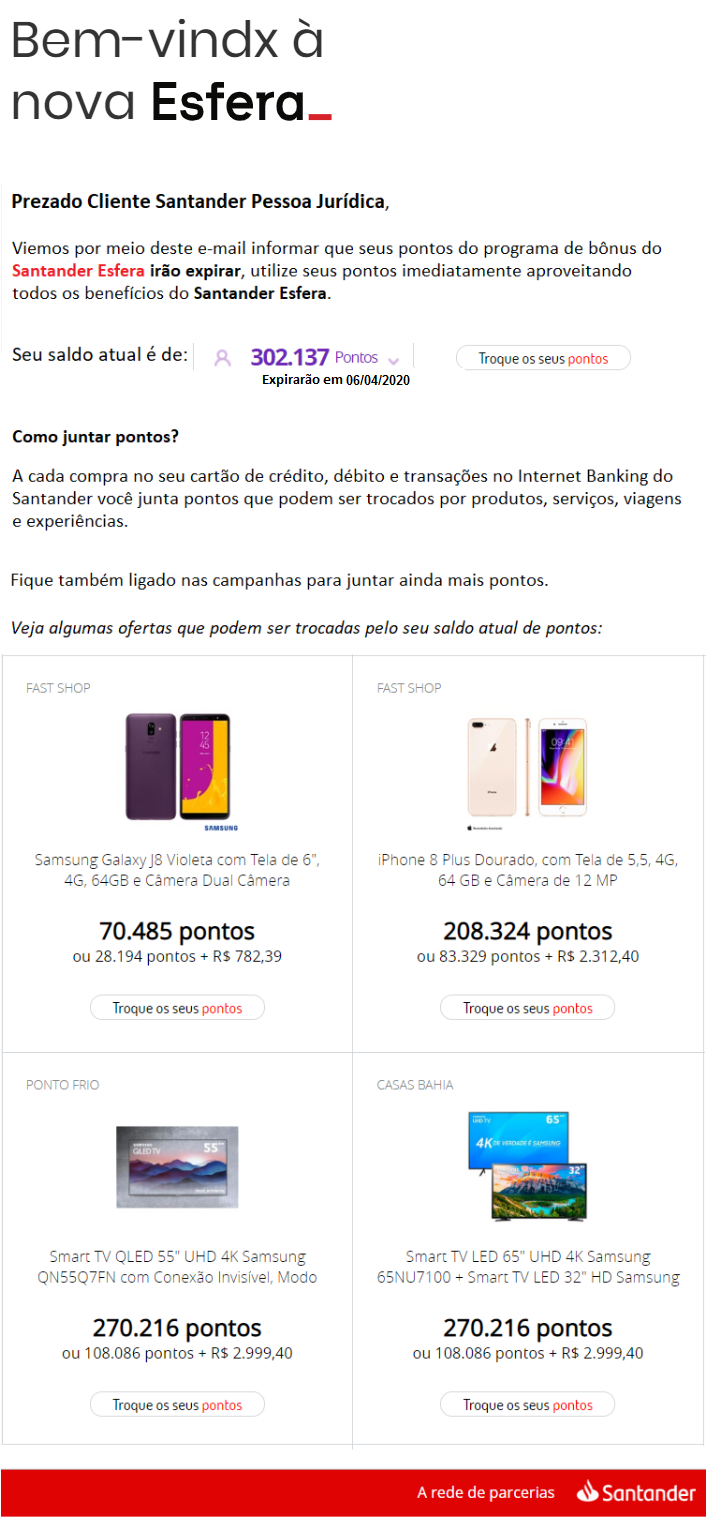 Bem-vindx à
nova Esfera_
Prezado Cliente Santander Pessoa Jurídica,
Viemos por meio deste e-mail informar que seus pontos do programa de bônus do
Santander Esfera irão expirar, utilize seus pontos imediatamente aproveitando
todos os benefícios do Santander Esfera.
Seu saldo atual é de: 302.137 Pontos Troque os seus pontos
Expirarão em 06/04/2020
Como juntar pontos?
A cada compra no seu cartão de crédito, débito e transações no Internet Banking do
Santander você junta pontos que podem ser trocados por produtos, serviços, viagens
e experiências.
Fique também ligado nas campanhas para juntar ainda mais pontos.
Veja algumas ofertas que podem ser trocadas pelo seu saldo atual de pontos:
FAST SHOP
12
45
SAMSUNG
Samsung Galaxy J8 Violeta com Tela de 6",
4G, 64GB e Câmera Dual Câmera
70.485 pontos
ou 28.194 pontos + R$ 782,39
Troque os seus pontos
FAST SHOP
09:41
iPhone 8 Plus Dourado, com Tela de 5,5, 4G,
64 GB e Câmera de 12 MP
208.324 pontos
ou 83.329 pontos + R$ 2.312,40
Troque os seus pontos
PONTO FRIO
SAMSUNG
QLED TV
55"
Smart TV QLED 55" UHD 4K Samsung
QN55Q7FN com Conexão Invisível, Modo
270.216 pontos
ou 108.086 pontos + R$ 2.999,40
Troque os seus pontos
CASAS BAHIA
SAMSUNG
UHD TV
65"
4K DE VERDADE É SAMSUNG
32"
Smart TV LED 65" UHD 4K Samsung
65NU7100 + Smart TV LED 32" HD Samsung
270.216 pontos
ou 108.086 pontos + R$ 2.999,40
Troque os seus pontos
A rede de parcerias Santander